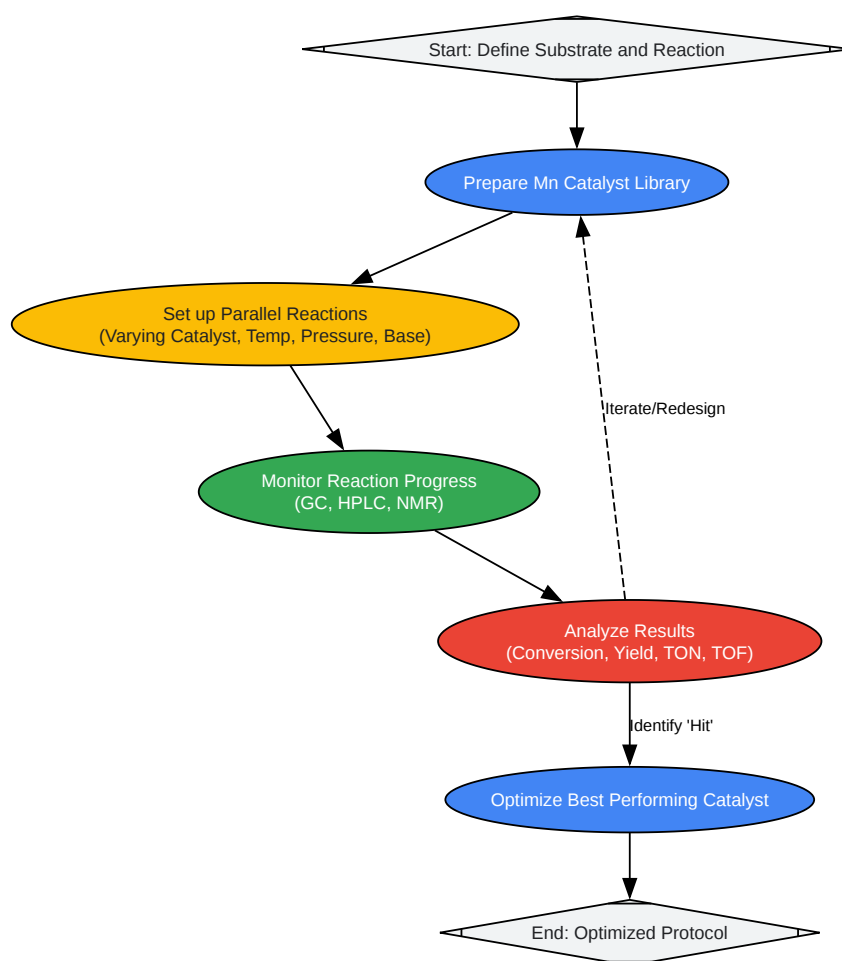 Start: Define Substrate and Reaction
Prepare Mn Catalyst Library
Set up Parallel Reactions
(Varying Catalyst, Temp, Pressure, Base)
Iterate/Redesign
Monitor Reaction Progress
(GC, HPLC, NMR)
Analyze Results
(Conversion, Yield, TON, TOF)
Identify 'Hit'
Optimize Best Performing Catalyst
End: Optimized Protocol